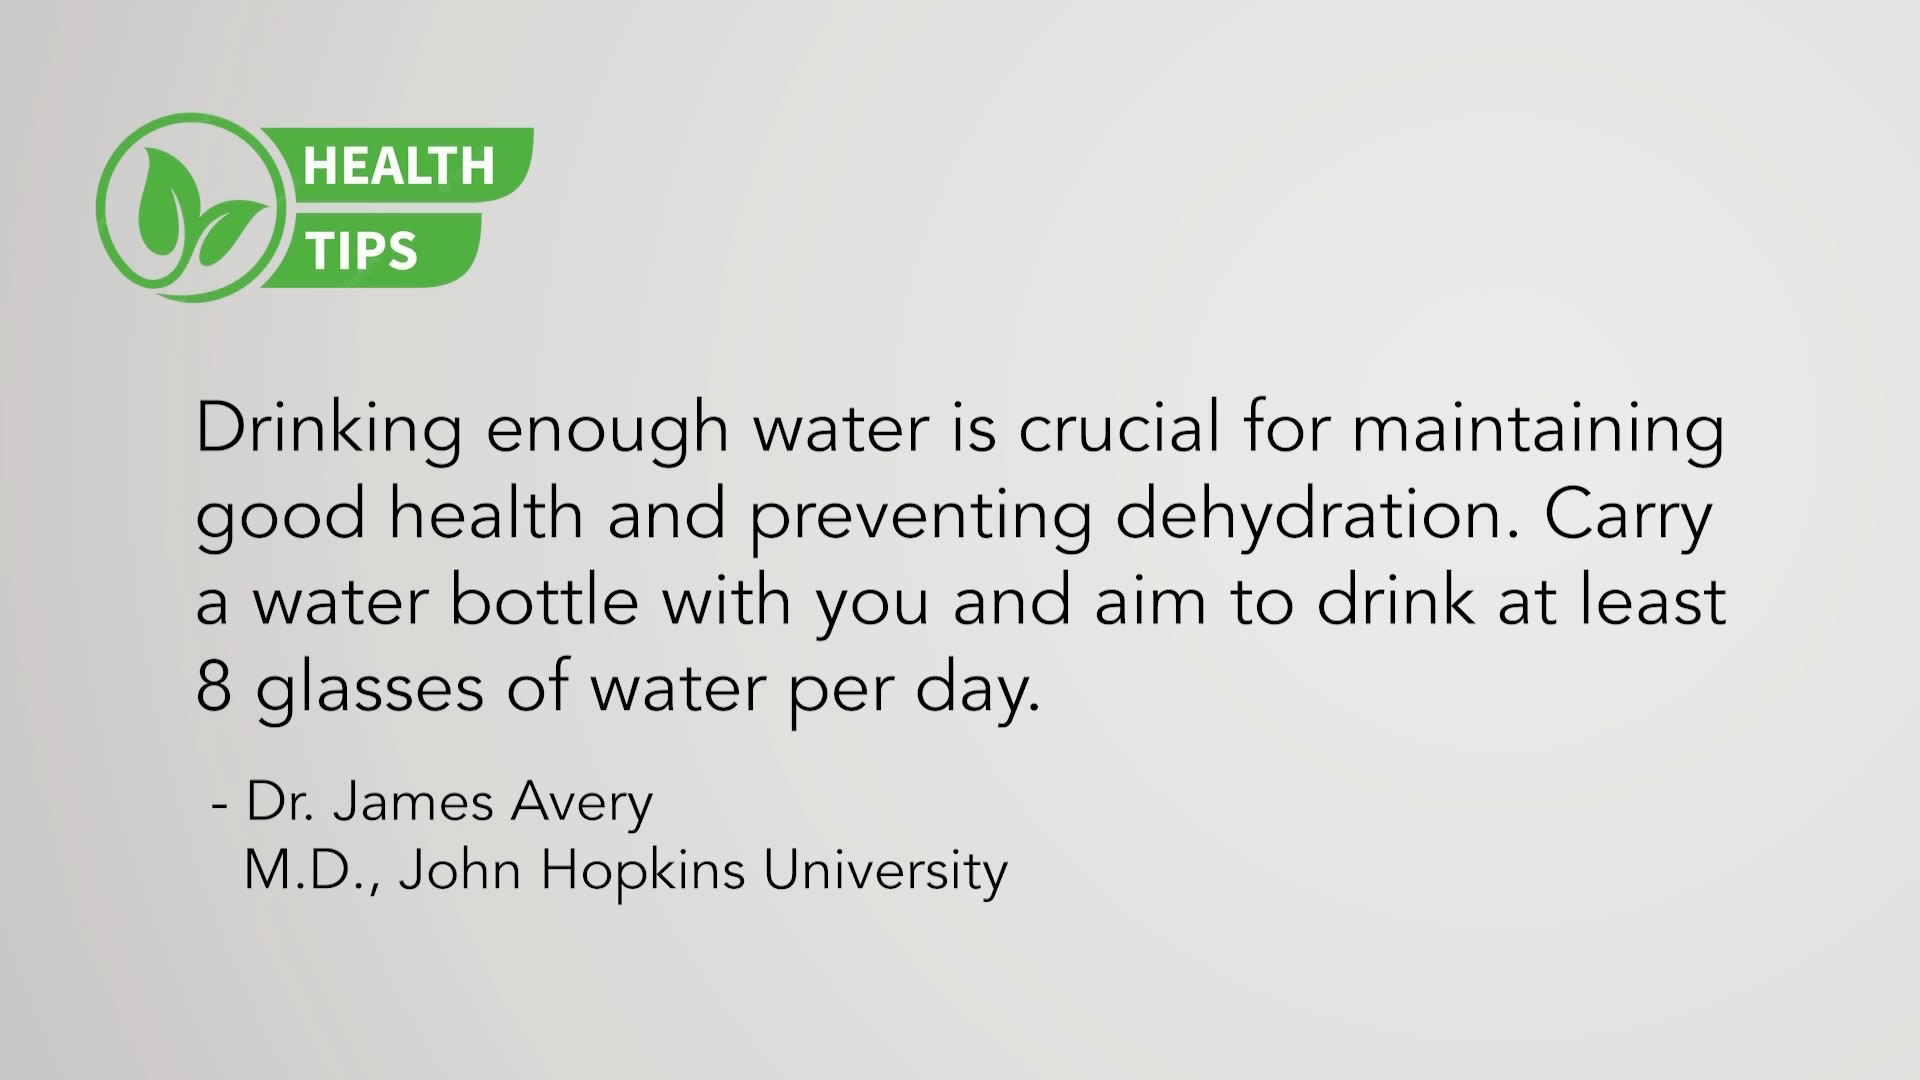 HEALTH
TIPS
Drinking enough water is crucial for maintaining
good health and preventing dehydration. Carry
a water bottle with you and aim to drink at least
8 glasses of water per day.
- Dr. James Avery
M.D., John Hopkins University